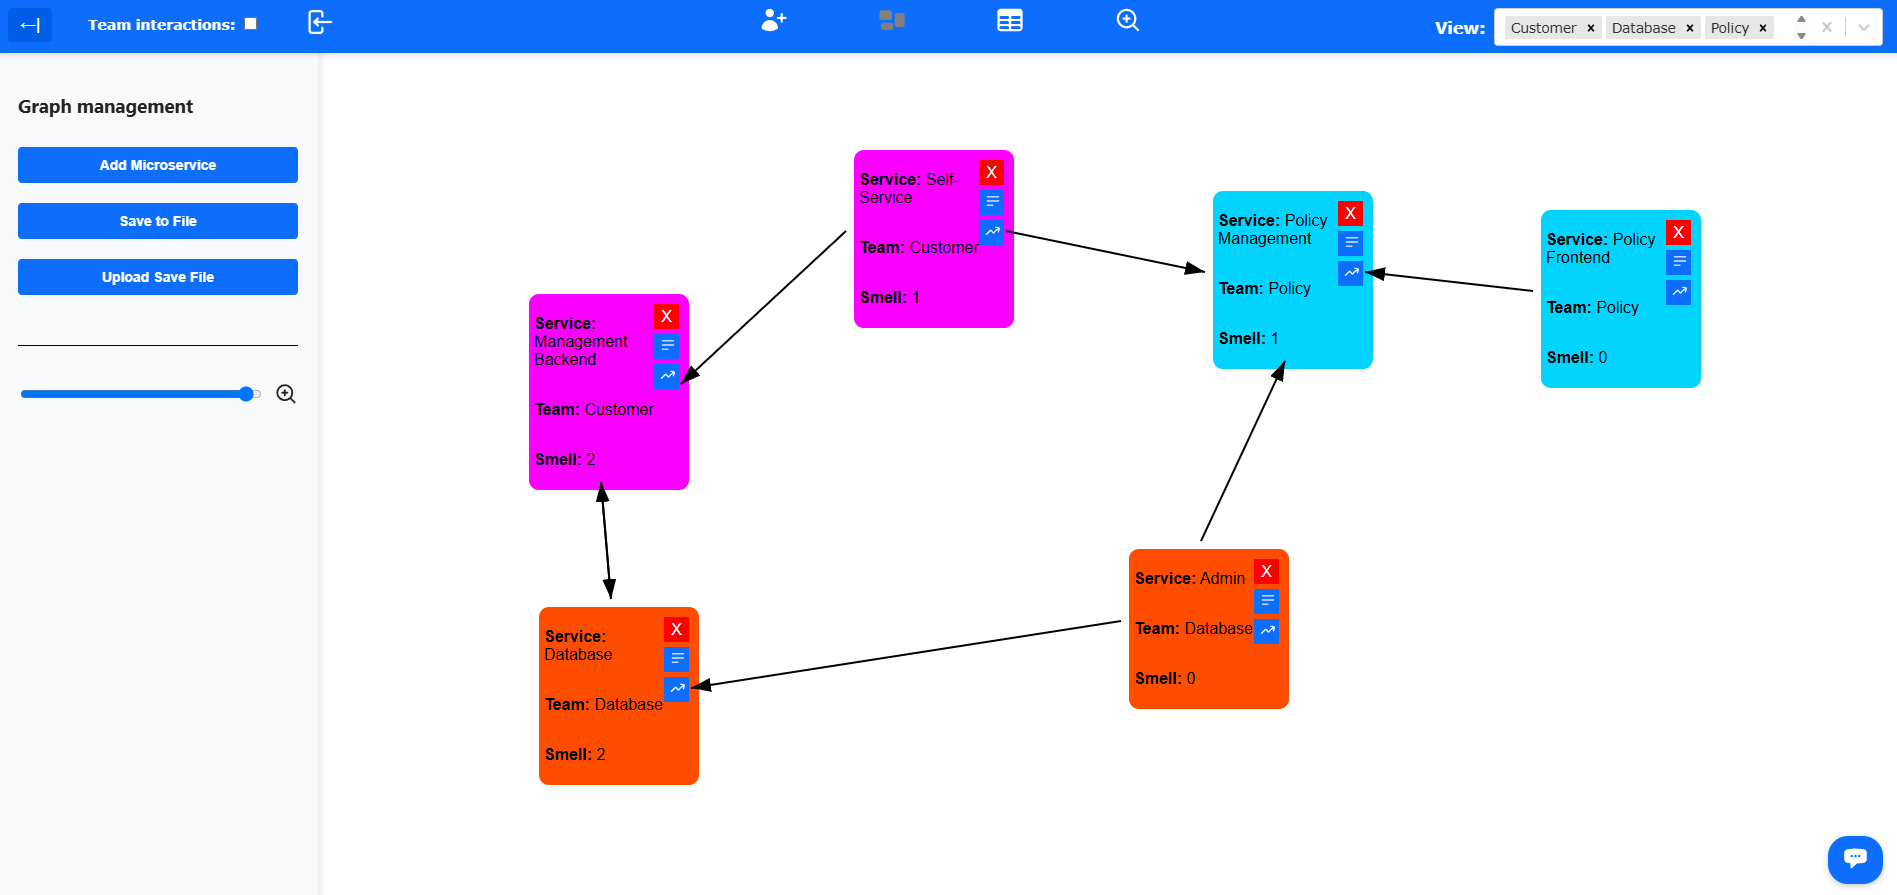 Team interactions:
View:
Customer ×
Database ×
Policy ×
Graph management
Add Microservice
Save to File
Upload Save File
Service: Self-
Service
Team: Customer
Smell: 1
X
Service: Policy
Management
Team: Policy
Smell: 1
X
Service: Policy
Frontend
Team: Policy
Smell: 0
X
Service:
Management
Backend
Team: Customer
Smell: 2
X
Service: Admin
Team: Database
Smell: 0
X
Service:
Database
Team: Database
Smell: 2
X